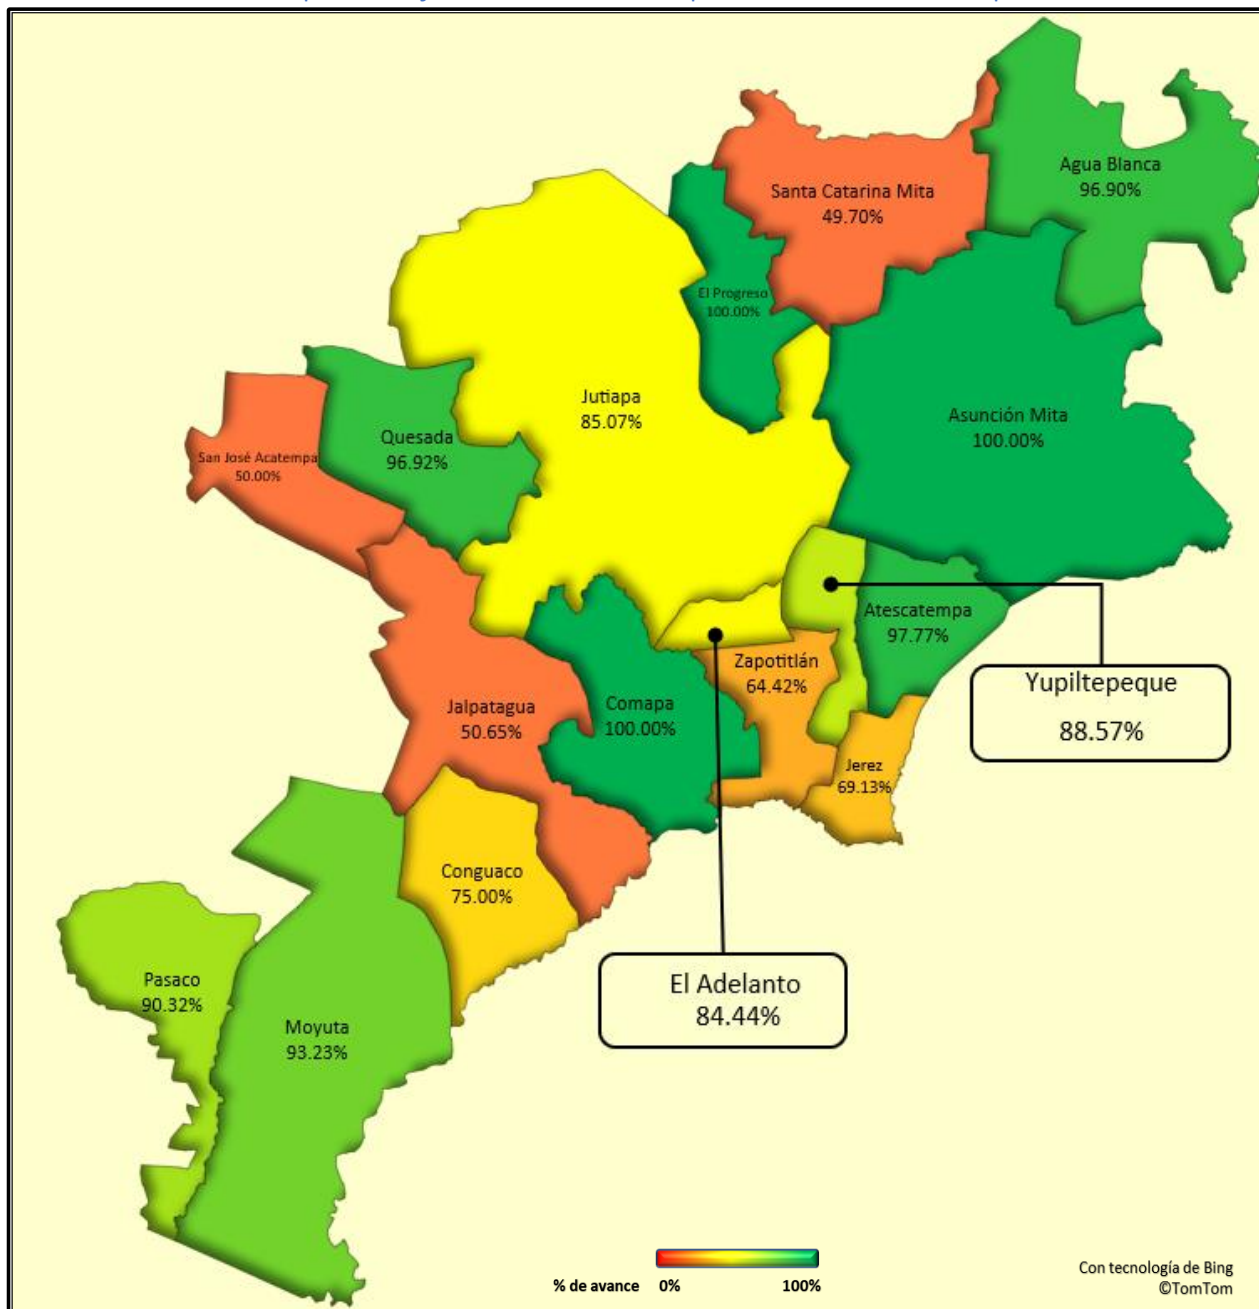 Agua Blanca
96.90%
Santa Catarina Mita
49.70%
El Progreso
100.00%
Jutiapa
85.07%
Asunción Mita
100.00%
Quesada
96.92%
San José Acatempa
50.00%
Atescatempa
97.77%
Zapotitlán
64.42%
Yupiltepeque
88.57%
Jalpatagua
50.65%
Comapa
100.00%
Jerez
69.13%
Conguaco
75.00%
El Adelanto
84.44%
Pasaco
90.32%
Moyuta
93.23%
% de avance 0% 100%
Con tecnología de Bing
©TomTom